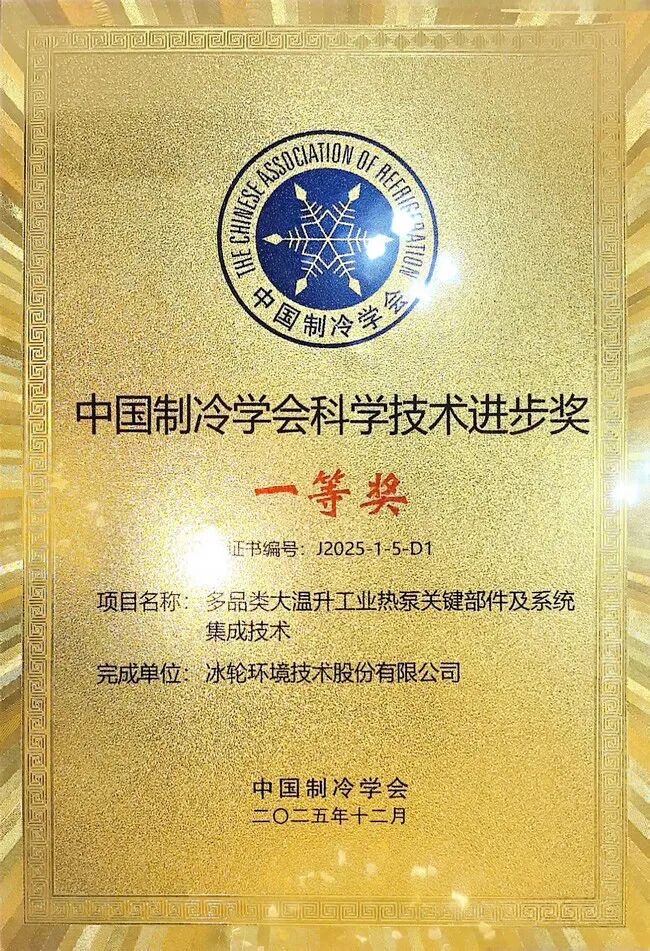 THE CHINESE ASSOCIATION OF REFRIGERATION
中国制冷学会
中国制冷学会科学技术进步奖
一等奖
证书编号：J2025-1-5-D1
项目名称：多品类大温升工业热泵关键部件及系统
集成技术
完成单位：冰轮环境技术股份有限公司
中国制冷学会
二〇二五年十二月